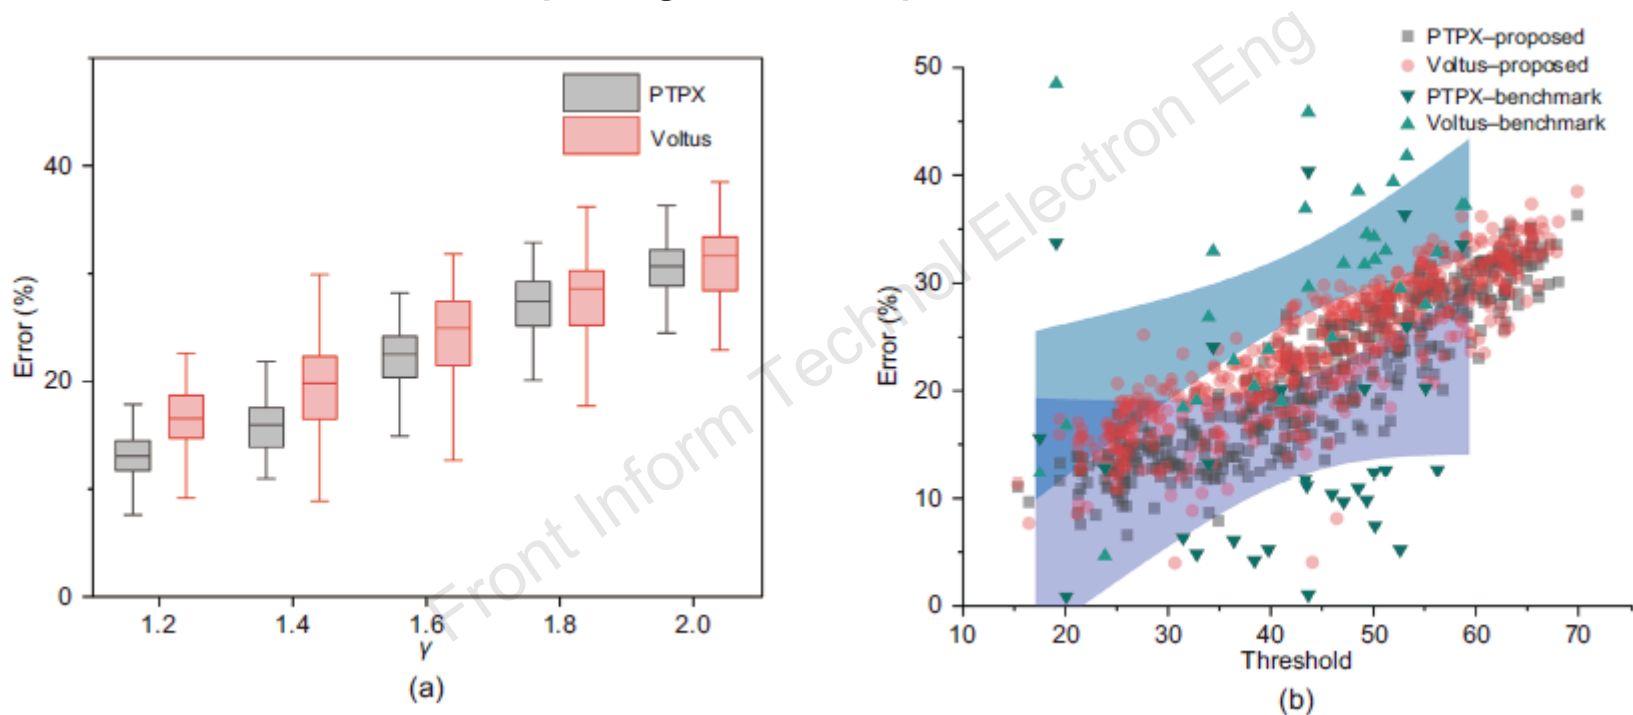 PTPX
Voltus
40
20
0
Error (%)
1.2
1.4
1.6
1.8
2.0
γ
(a)
PTPX–proposed
Voltus–proposed
PTPX–benchmark
Voltus–benchmark
50
40
30
20
10
0
Error (%)
10
20
30
40
50
60
70
Threshold
(b)
Front Inform Technol Electron Eng